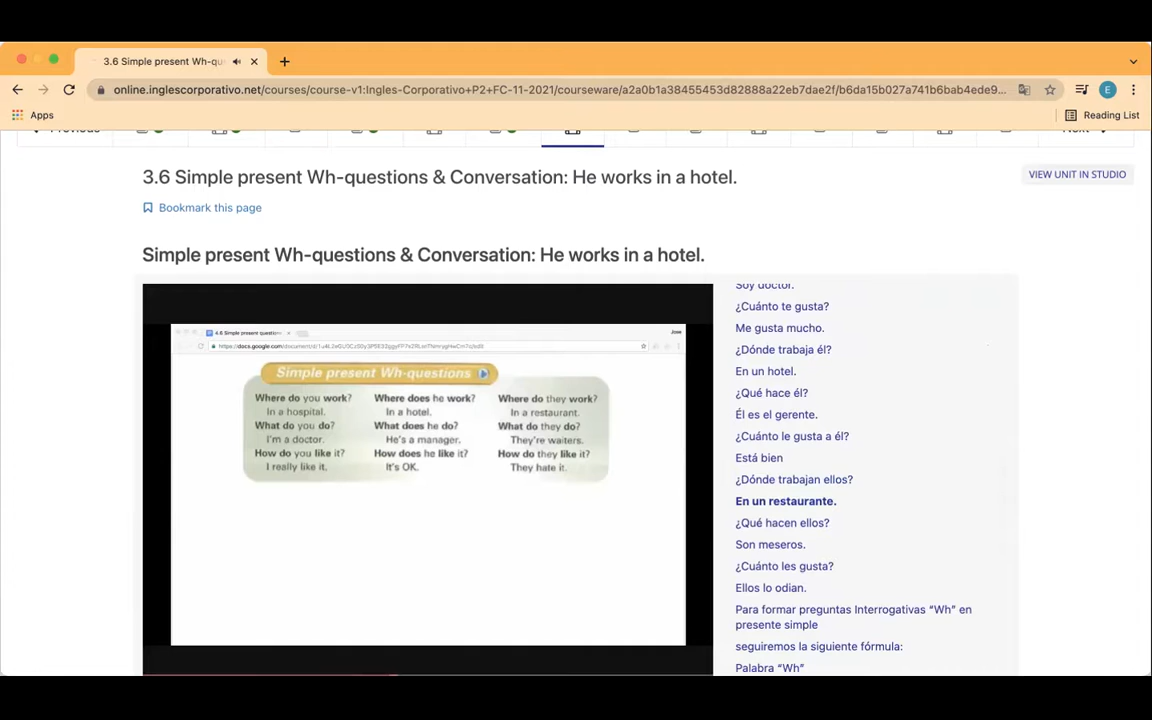 3.6 Simple present Wh-qu
online.inglescorporativo.net/courses/course-v1:Ingles-Corporativo+P2+FC-11-2021/courseware/a2a0b1a38455453d82888a22eb7dae2f/b6da15b027a741b6bab4ede9...
E
Apps
Reading List
Previous
Next
3.6 Simple present Wh-questions & Conversation: He works in a hotel.
VIEW UNIT IN STUDIO
Bookmark this page
Simple present Wh-questions & Conversation: He works in a hotel.
Simple present Wh-questions
Where do you work?
In a hospital.
What do you do?
I'm a doctor.
How do you like it?
I really like it.
Where does he work?
In a hotel.
What does he do?
He's a manager.
How does he like it?
It's OK.
Where do they work?
In a restaurant.
What do they do?
They're waiters.
How do they like it?
They hate it.
Soy doctor.
¿Cuánto te gusta?
Me gusta mucho.
¿Dónde trabaja él?
En un hotel.
¿Qué hace él?
Él es el gerente.
¿Cuánto le gusta a él?
Está bien
¿Dónde trabajan ellos?
En un restaurante.
¿Qué hacen ellos?
Son meseros.
¿Cuánto les gusta?
Ellos lo odian.
Para formar preguntas Interrogativas “Wh” en
presente simple
seguiremos la siguiente fórmula:
Palabra “Wh”